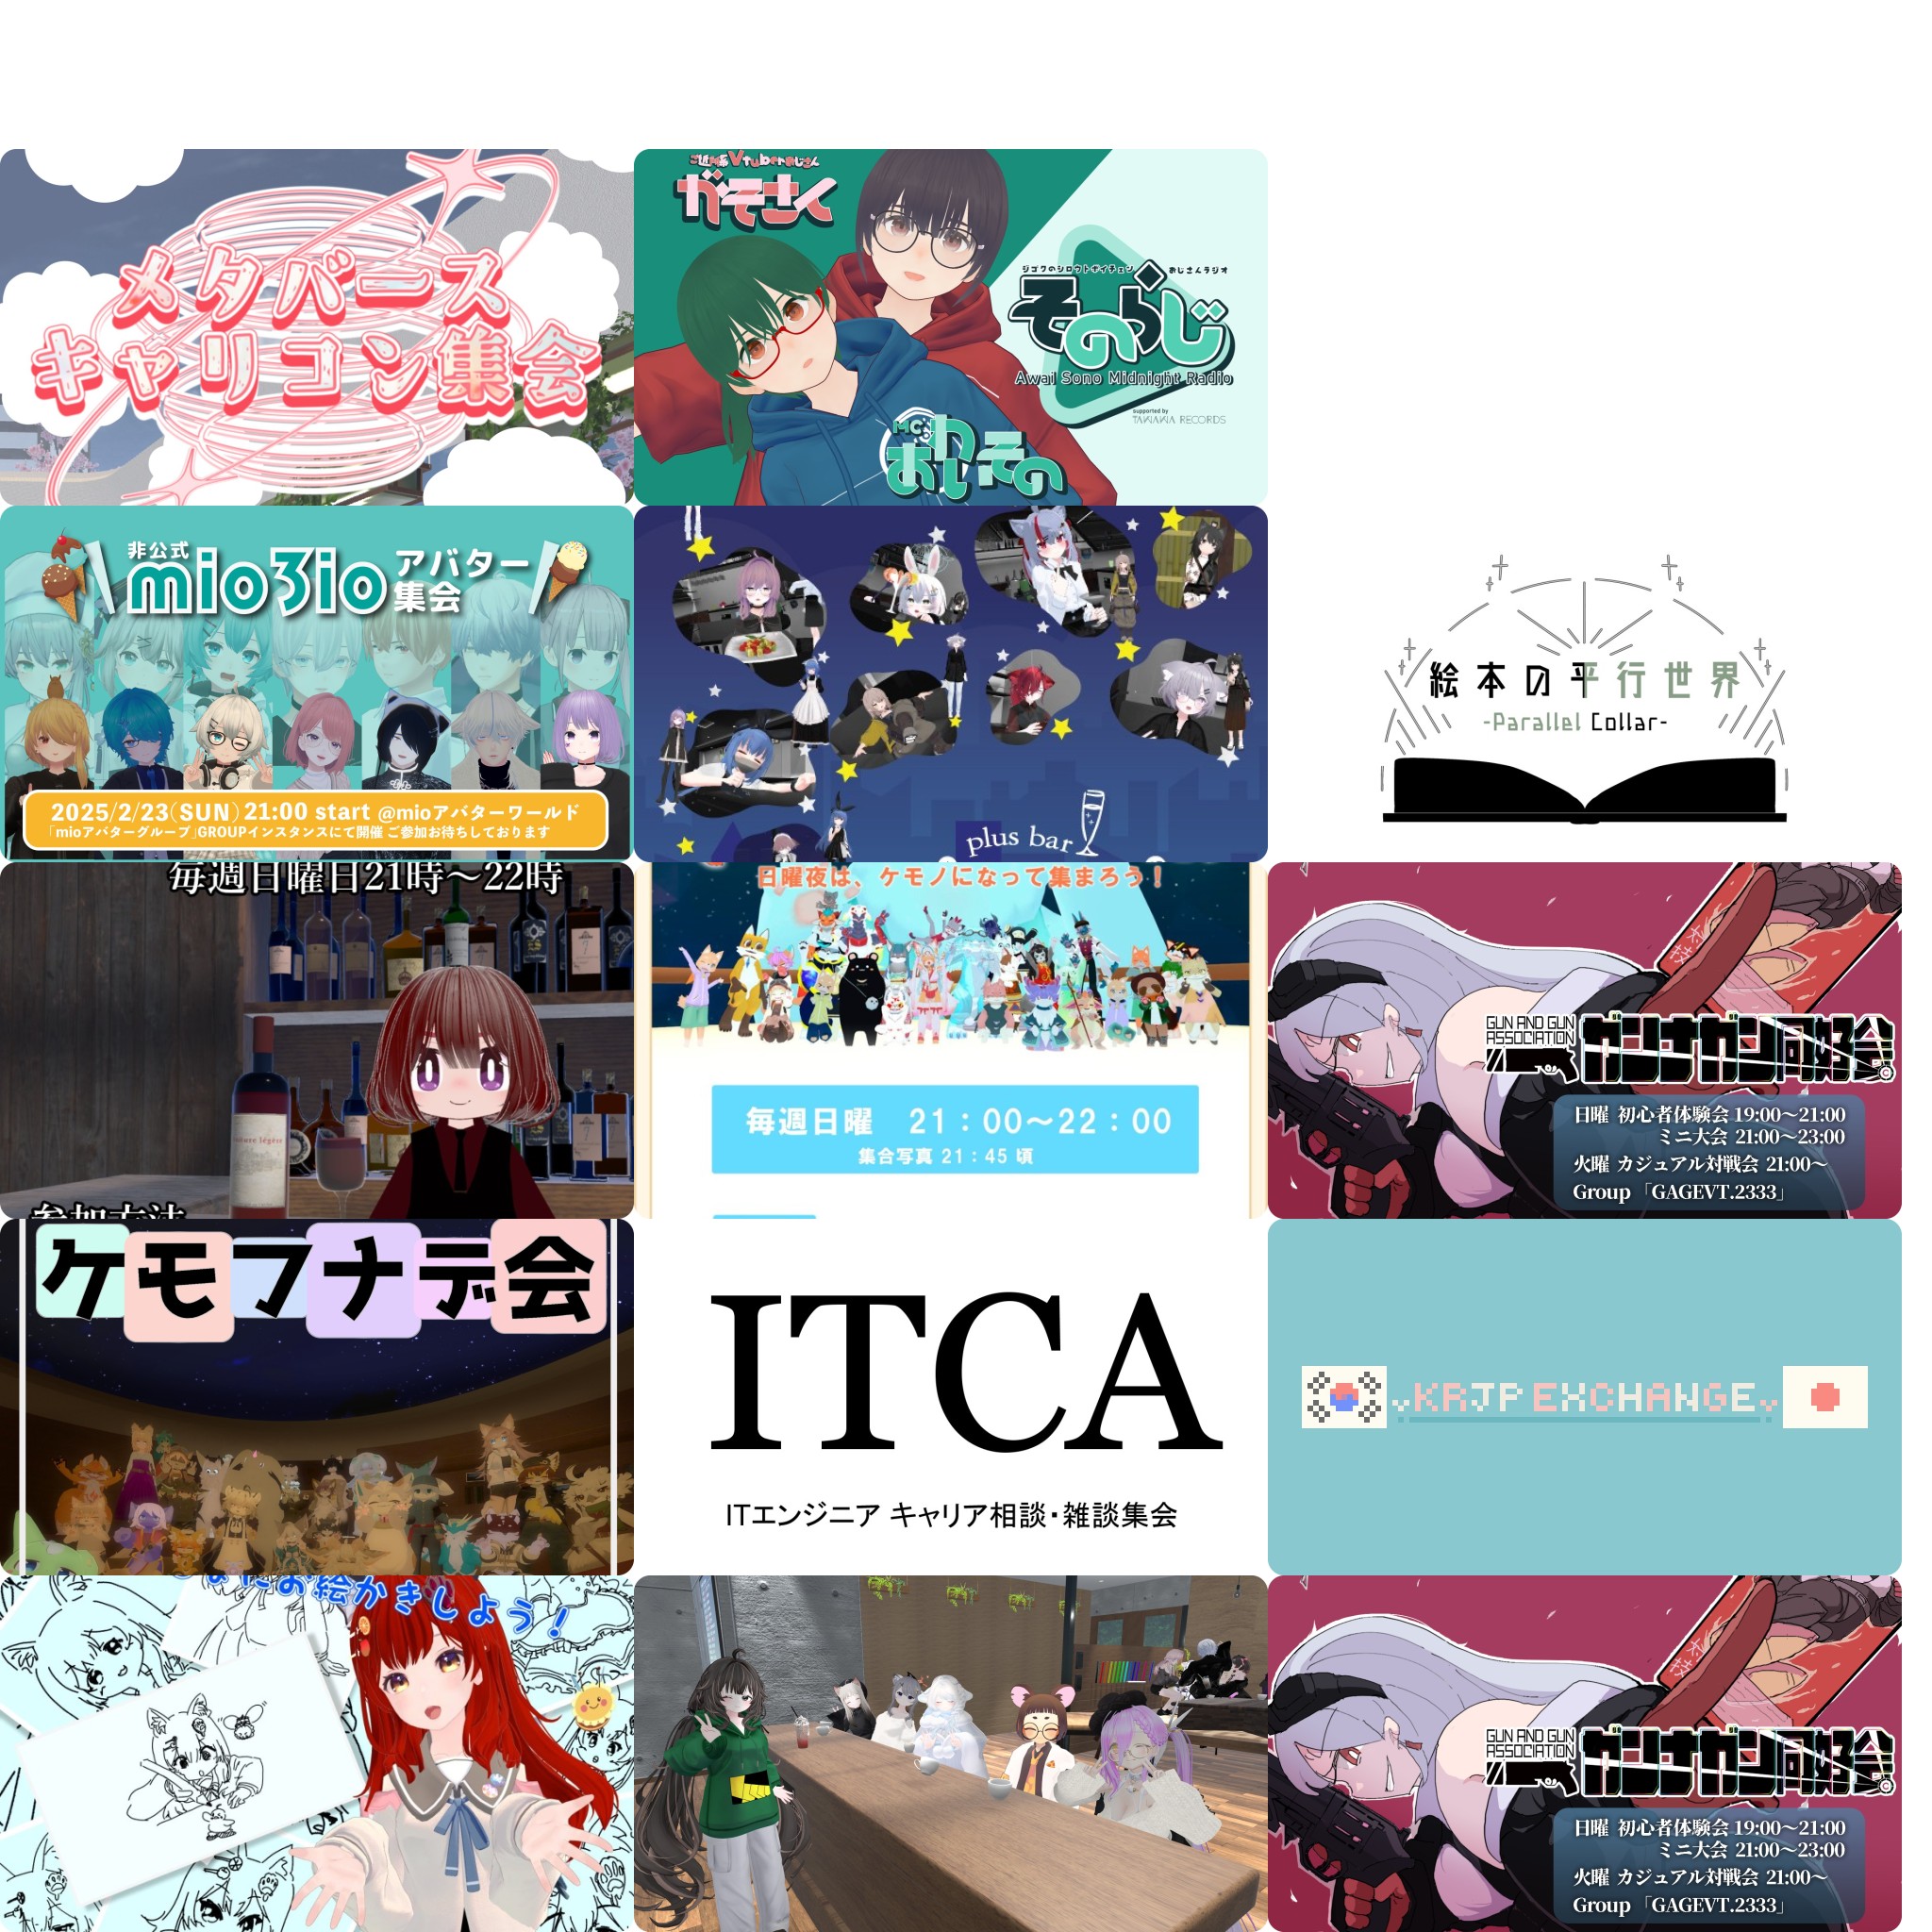 メタバース
キャリコン集会
ご近所系Vtuberおじさん
がそさく
ジゴクのシロウトボイチェン おじさんラジオ
そのらじ
Awai Sono Midnight Radio
supported by
TAWAWA RECORDS
MC:
あわいその
非公式
mio3io
アバター
集会
2025/2/23(SUN) 21:00 start @mioアバターワールド
「mioアバターグループ」GROUPインスタンスにて開催 ご参加お待ちしております
plus bar
絵本の平行世界
-Parallel Collar-
毎週日曜日21時〜22時
参加方法
日曜夜は、ケモノになって集まろう！
毎週日曜 21：00〜22：00
集合写真 21：45 頃
GUN AND GUN
ASSOCIATION
ガンナガン同好会
日曜 初心者体験会 19:00〜21:00
ミニ大会 21:00〜23:00
火曜 カジュアル対戦会 21:00〜
Group 「GAGEVT.2333」
ケモフナデ会
ITCA
ITエンジニア キャリア相談・雑談集会
KRJP EXCHANGE
お絵かきしよう！
GUN AND GUN
ASSOCIATION
ガンナガン同好会
日曜 初心者体験会 19:00〜21:00
ミニ大会 21:00〜23:00
火曜 カジュアル対戦会 21:00〜
Group 「GAGEVT.2333」